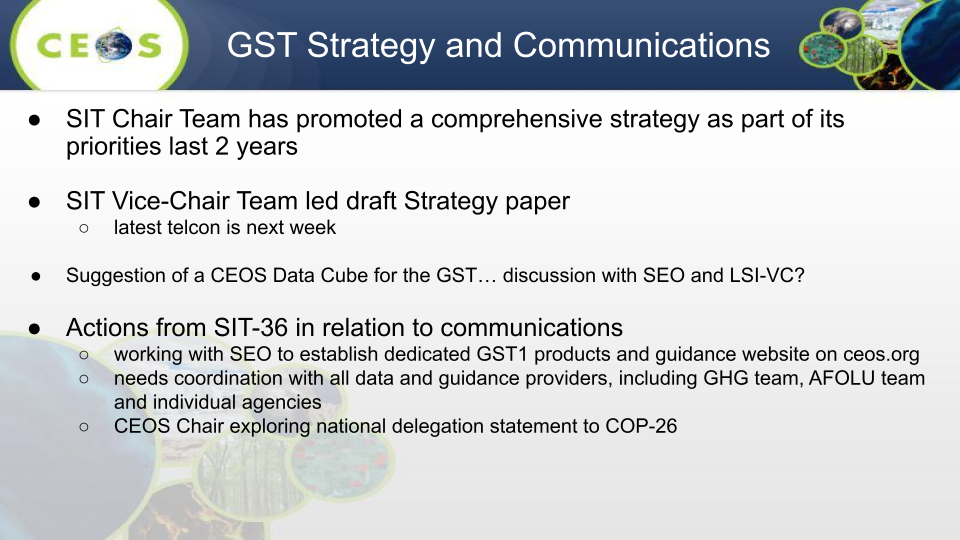 CEOS
GST Strategy and Communications
● SIT Chair Team has promoted a comprehensive strategy as part of its
priorities last 2 years
● SIT Vice-Chair Team led draft Strategy paper
○ latest telcon is next week
● Suggestion of a CEOS Data Cube for the GST… discussion with SEO and LSI-VC?
● Actions from SIT-36 in relation to communications
○ working with SEO to establish dedicated GST1 products and guidance website on ceos.org
○ needs coordination with all data and guidance providers, including GHG team, AFOLU team
and individual agencies
○ CEOS Chair exploring national delegation statement to COP-26